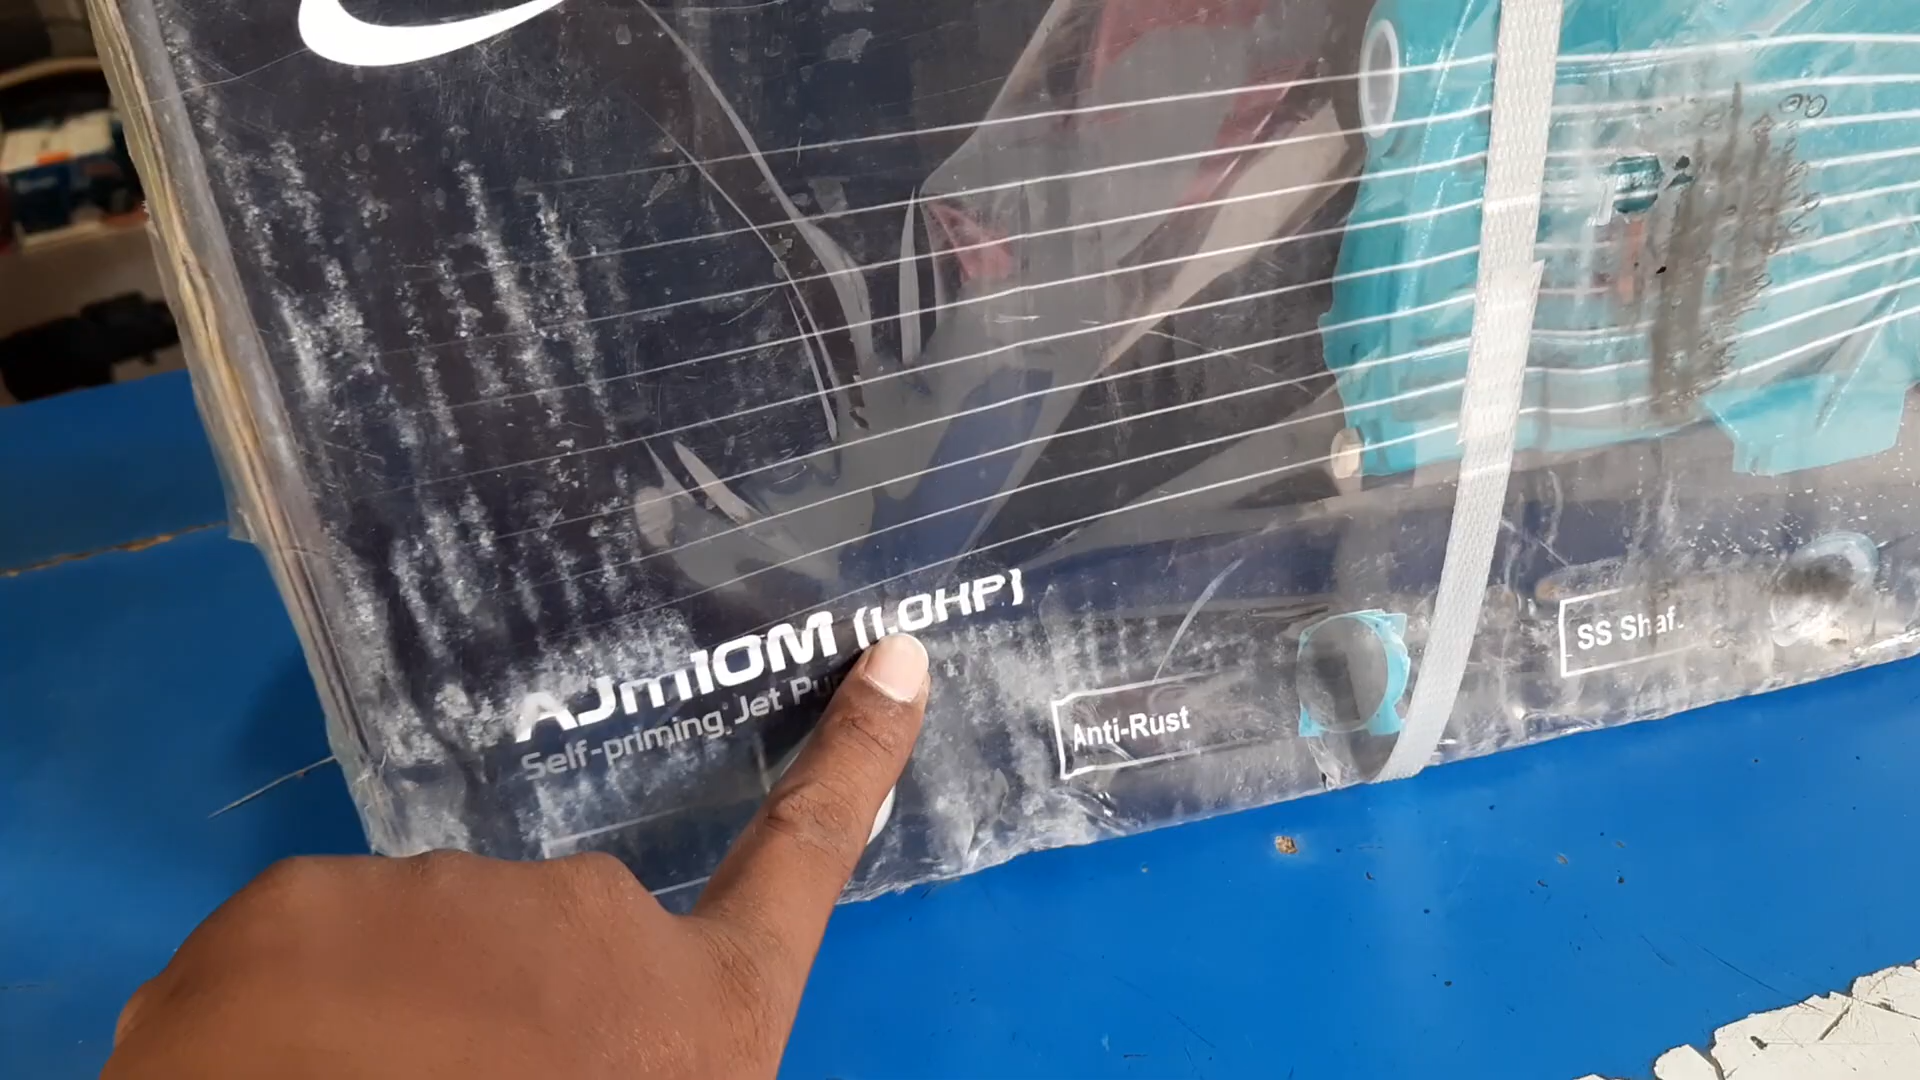 AJm10M (1.0HP)
Self-priming Jet
Anti-Rust
SS Shaf